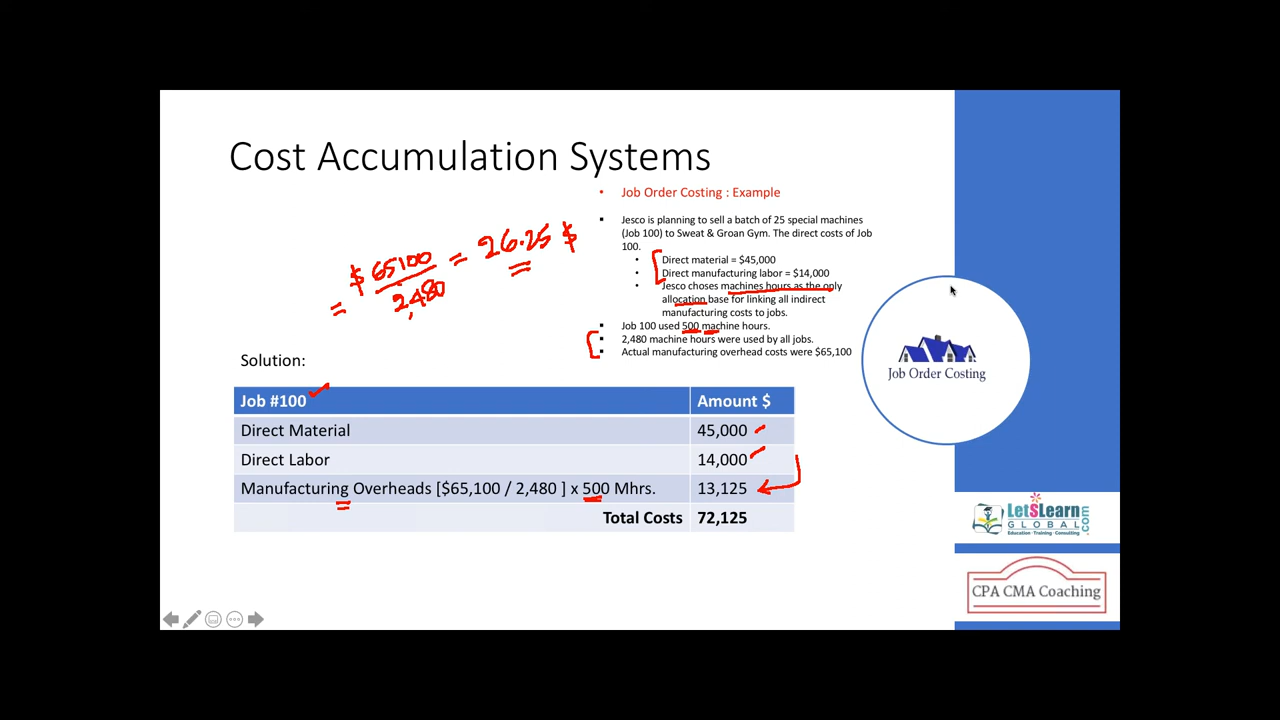 Cost Accumulation Systems
• Job Order Costing : Example
▪ Jesco is planning to sell a batch of 25 special machines
(Job 100) to Sweat & Groan Gym. The direct costs of Job
100.
• Direct material = $45,000
• Direct manufacturing labor = $14,000
• Jesco choses machines hours as the only
allocation base for linking all indirect
manufacturing costs to jobs.
▪ Job 100 used 500 machine hours.
▪ 2,480 machine hours were used by all jobs.
▪ Actual manufacturing overhead costs were $65,100
= $ 65100 / 2,480 = 26.25 $
Solution:
Job #100 Amount $
Direct Material 45,000
Direct Labor 14,000
Manufacturing Overheads [$65,100 / 2,480 ] x 500 Mhrs. 13,125
Total Costs 72,125
Job Order Costing
LetSLearn
GLOBAL
.com
Education · Training · Consulting
CPA CMA Coaching